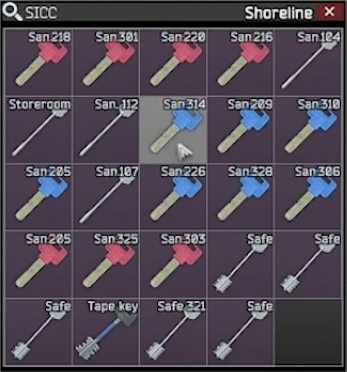 SICC Shoreline
San 218 San 301 San 220 San 216 San 104
Storeroom San. 112 San 314 San 209 San 310
San 205 San 107 San 226 San 328 San 306
San 205 San 325 San 303 Safe Safe
Safe Tape key Safe 321 Safe